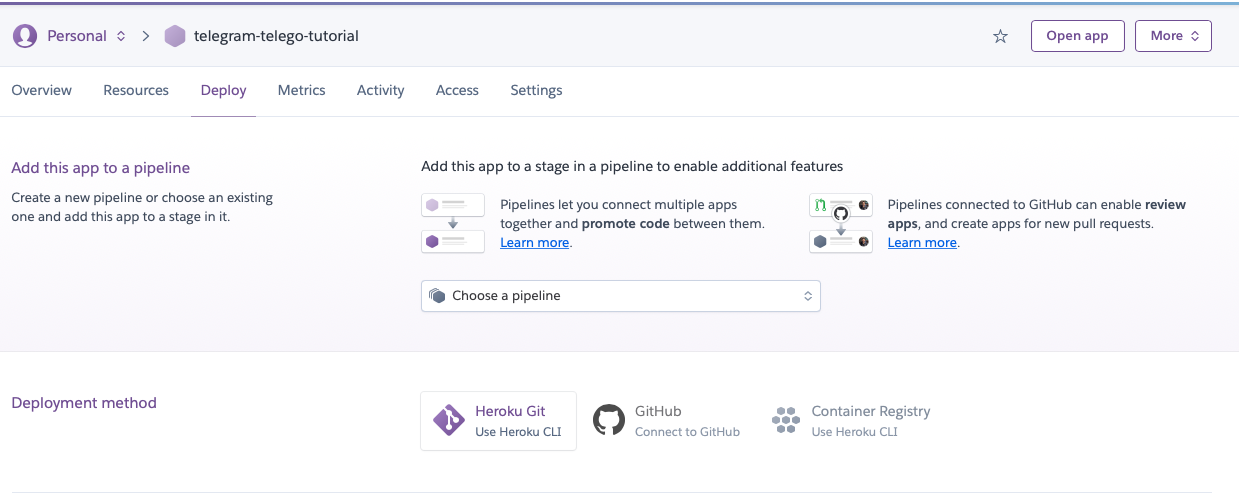 Personal
telegram-telego-tutorial
Open app
More
Overview
Resources
Deploy
Metrics
Activity
Access
Settings
Add this app to a pipeline
Create a new pipeline or choose an existing
one and add this app to a stage in it.
Add this app to a stage in a pipeline to enable additional features
Pipelines let you connect multiple apps
together and promote code between them.
Learn more.
Pipelines connected to GitHub can enable review
apps, and create apps for new pull requests.
Learn more.
Choose a pipeline
Deployment method
Heroku Git
Use Heroku CLI
GitHub
Connect to GitHub
Container Registry
Use Heroku CLI